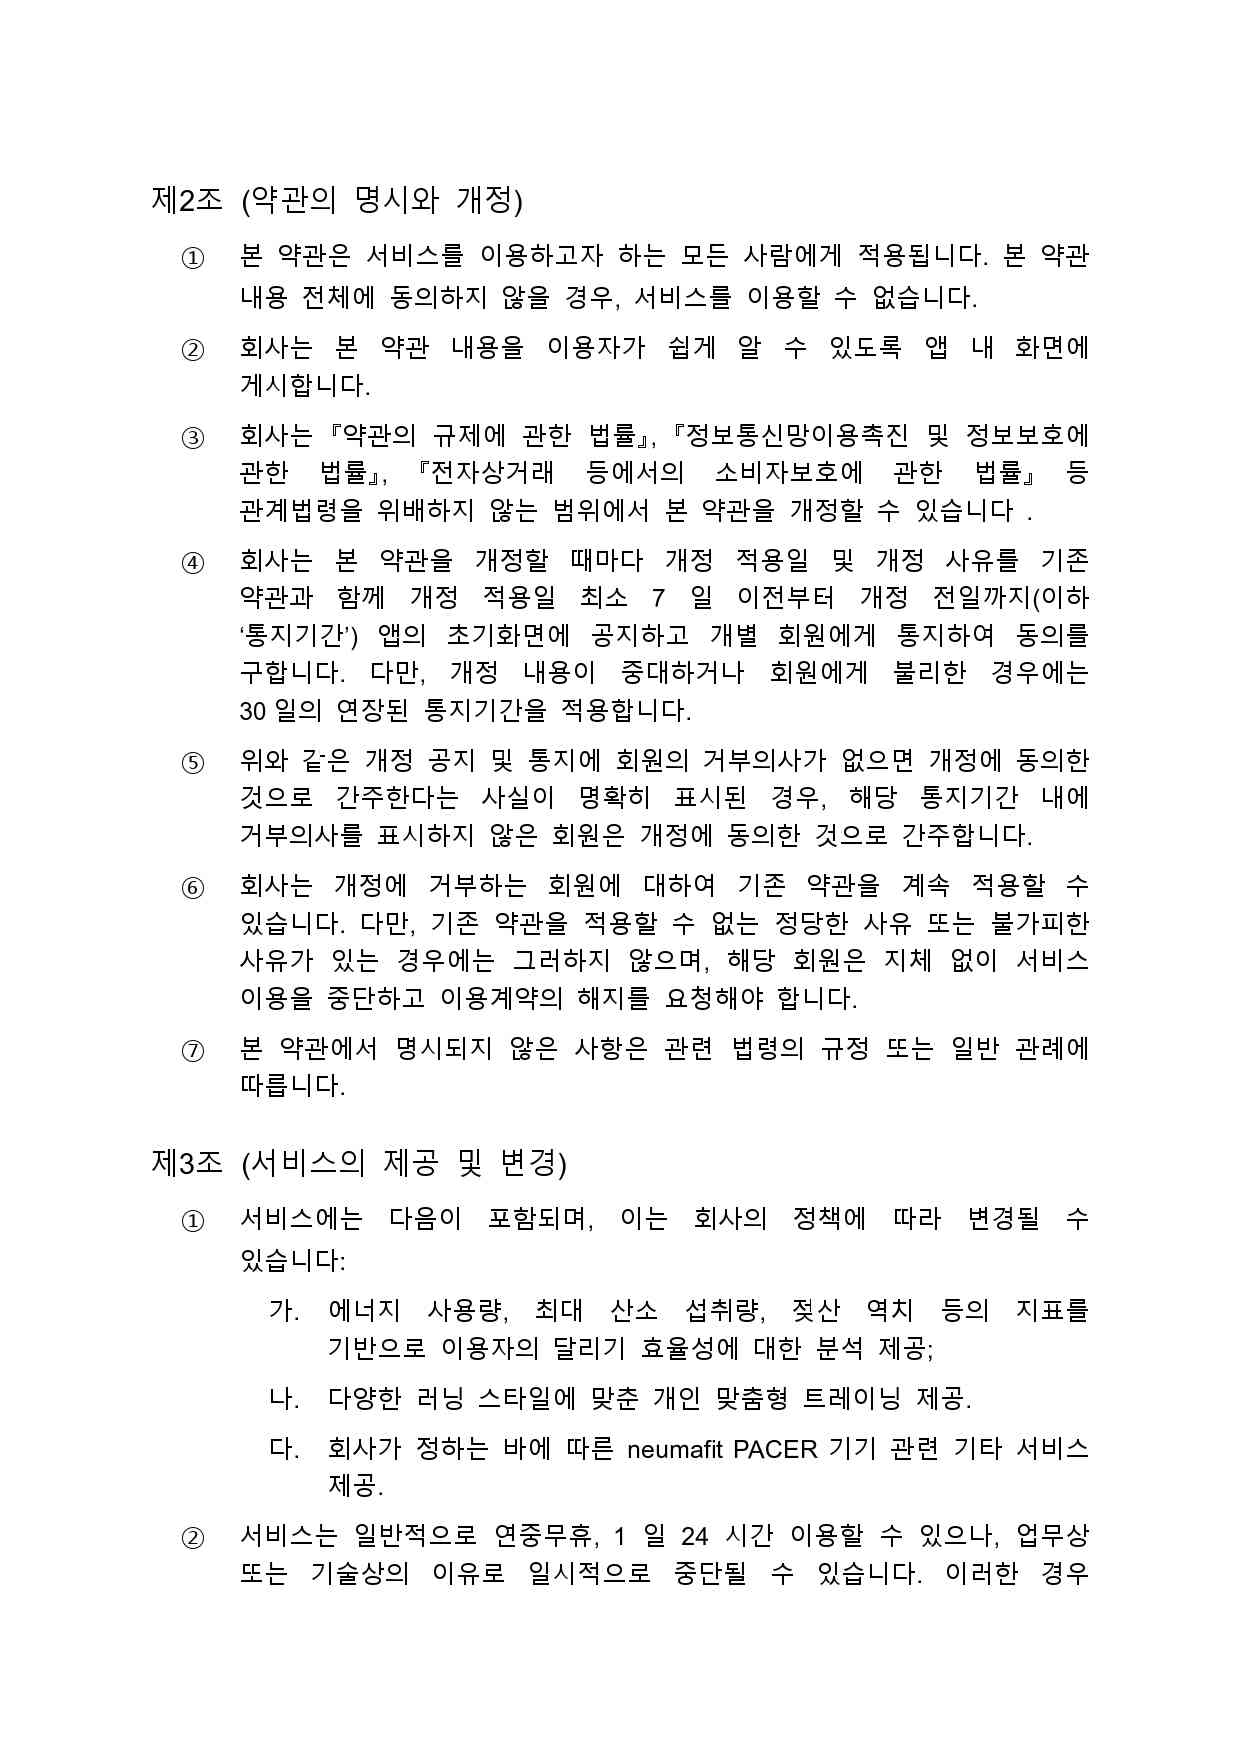 제2조 (약관의 명시와 개정)
① 본 약관은 서비스를 이용하고자 하는 모든 사람에게 적용됩니다. 본 약관
내용 전체에 동의하지 않을 경우, 서비스를 이용할 수 없습니다.
② 회사는 본 약관 내용을 이용자가 쉽게 알 수 있도록 앱 내 화면에
게시합니다.
③ 회사는 『약관의 규제에 관한 법률』, 『정보통신망이용촉진 및 정보보호에
관한 법률』, 『전자상거래 등에서의 소비자보호에 관한 법률』 등
관계법령을 위배하지 않는 범위에서 본 약관을 개정할 수 있습니다 .
④ 회사는 본 약관을 개정할 때마다 개정 적용일 및 개정 사유를 기존
약관과 함께 개정 적용일 최소 7 일 이전부터 개정 전일까지(이하
‘통지기간’) 앱의 초기화면에 공지하고 개별 회원에게 통지하여 동의를
구합니다. 다만, 개정 내용이 중대하거나 회원에게 불리한 경우에는
30 일의 연장된 통지기간을 적용합니다.
⑤ 위와 같은 개정 공지 및 통지에 회원의 거부의사가 없으면 개정에 동의한
것으로 간주한다는 사실이 명확히 표시된 경우, 해당 통지기간 내에
거부의사를 표시하지 않은 회원은 개정에 동의한 것으로 간주합니다.
⑥ 회사는 개정에 거부하는 회원에 대하여 기존 약관을 계속 적용할 수
있습니다. 다만, 기존 약관을 적용할 수 없는 정당한 사유 또는 불가피한
사유가 있는 경우에는 그러하지 않으며, 해당 회원은 지체 없이 서비스
이용을 중단하고 이용계약의 해지를 요청해야 합니다.
⑦ 본 약관에서 명시되지 않은 사항은 관련 법령의 규정 또는 일반 관례에
따릅니다.
제3조 (서비스의 제공 및 변경)
① 서비스에는 다음이 포함되며, 이는 회사의 정책에 따라 변경될 수
있습니다:
가. 에너지 사용량, 최대 산소 섭취량, 젖산 역치 등의 지표를
기반으로 이용자의 달리기 효율성에 대한 분석 제공;
나. 다양한 러닝 스타일에 맞춘 개인 맞춤형 트레이닝 제공.
다. 회사가 정하는 바에 따른 neumafit PACER 기기 관련 기타 서비스
제공.
② 서비스는 일반적으로 연중무휴, 1 일 24 시간 이용할 수 있으나, 업무상
또는 기술상의 이유로 일시적으로 중단될 수 있습니다. 이러한 경우